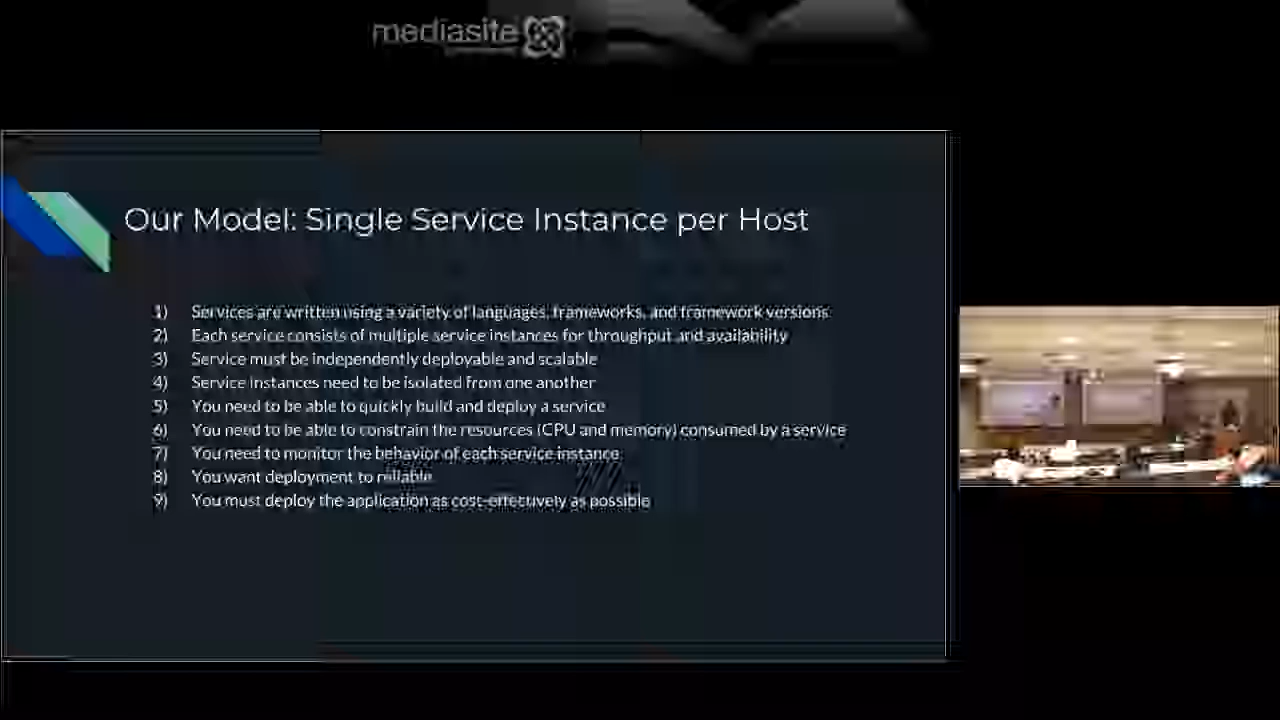 mediasite
Our Model: Single Service Instance per Host
1) Services are written using a variety of languages, frameworks, and framework versions
2) Each service consists of multiple service instances for throughput and availability
3) Service must be independently deployable and scalable
4) Service instances need to be isolated from one another
5) You need to be able to quickly build and deploy a service
6) You need to be able to constrain the resources (CPU and memory) consumed by a service
7) You need to monitor the behavior of each service instance
8) You want deployment to reliable
9) You must deploy the application as cost-effectively as possible